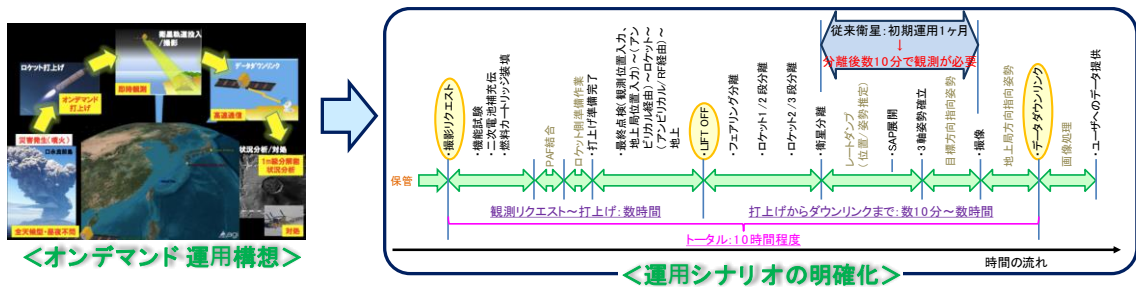 衛星軌道投入
/撮影
ロケット打上げ
データダウンリンク
オンデマンド
打上げ
即時観測
高速通信
災害発生(噴火)
口永良部島
状況分析/対処
1m級分解能
状況分析
全天候型・昼夜不問
対処
<オンデマンド 運用構想>
従来衛星:初期運用1ヶ月
↓
分離後数10分で観測が必要
保管
・撮影リクエスト
・機能試験
・二次電池補充伝
・燃料カートリッジ装填
PAF結合
ロケット側準備作業
・打上げ準備完了
・最終点検(観測位置入力、
地上局位置入力)~(アン
ビリカル経由)~ロケット~
(アンビリカル/RF経由)~
地上
・LIFT OFF
・フェアリング分離
・ロケット1/2段分離
・ロケット2/3段分離
・衛星分離
レートダンプ
(位置/姿勢推定)
・SAP展開
・3軸姿勢確立
目標方向指向姿勢
・撮像
地上局方向指向姿勢
・データダウンリンク
画像処理
・ユーザへのデータ提供
観測リクエスト~打上げ:数時間
打上げからダウンリンクまで:数10分~数時間
トータル:10時間程度
時間の流れ
<運用シナリオの明確化>